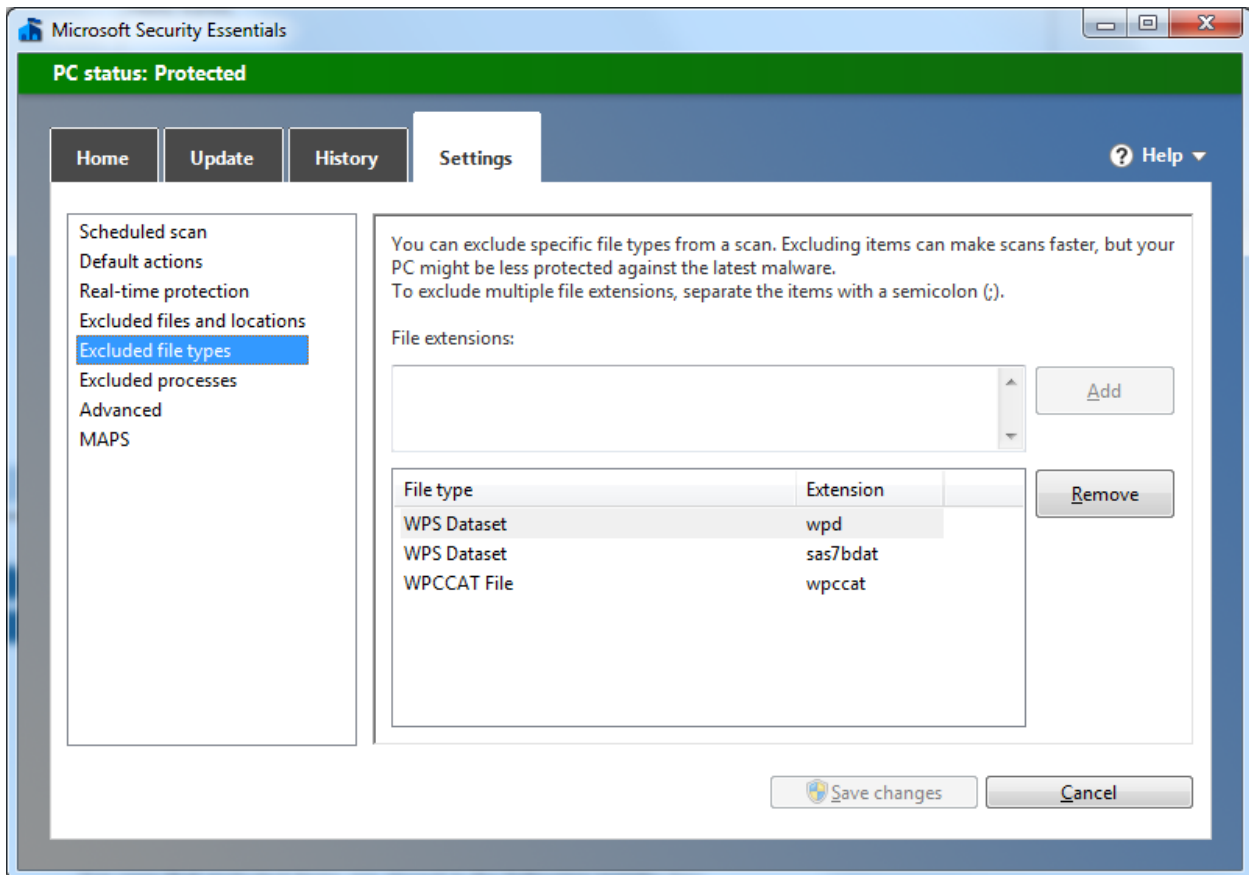 Microsoft Security Essentials
PC status: Protected
Home Update History Settings Help
Scheduled scan
Default actions
Real-time protection
Excluded files and locations
Excluded file types
Excluded processes
Advanced
MAPS
You can exclude specific file types from a scan. Excluding items can make scans faster, but your
PC might be less protected against the latest malware.
To exclude multiple file extensions, separate the items with a semicolon (;).
File extensions:
Add
File type Extension
WPS Dataset wpd
WPS Dataset sas7bdat
WPCCAT File wpccat
Remove
Save changes Cancel